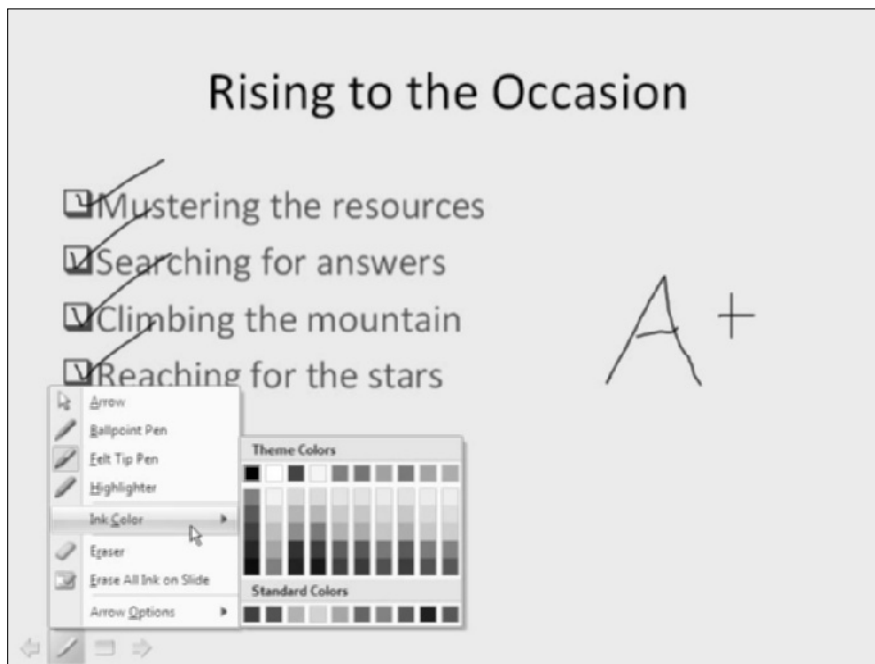 Rising to the Occasion
Mustering the resources
Searching for answers
Climbing the mountain
Reaching for the stars
A+
Arrow
Ballpoint Pen
Felt Tip Pen
Highlighter
Ink Color
Eraser
Erase All Ink on Slide
Arrow Options
Theme Colors
Standard Colors